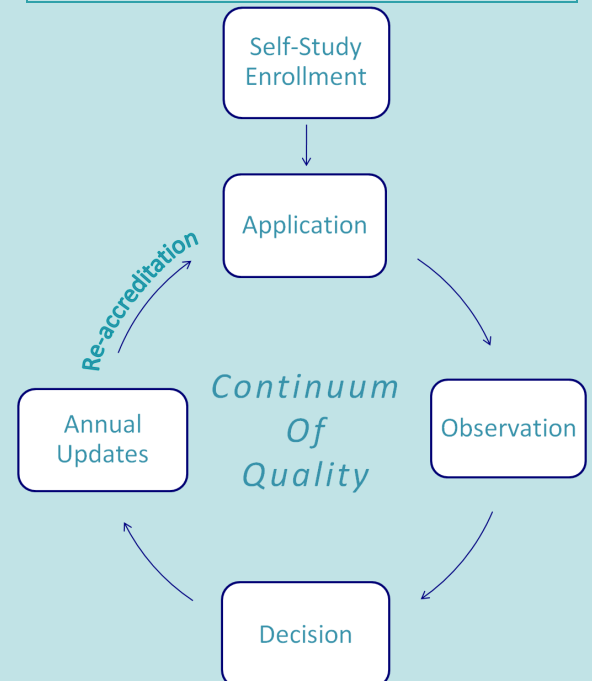 Self-Study
Enrollment
Application
Re-accreditation
Continuum
Of
Quality
Annual
Updates
Observation
Decision